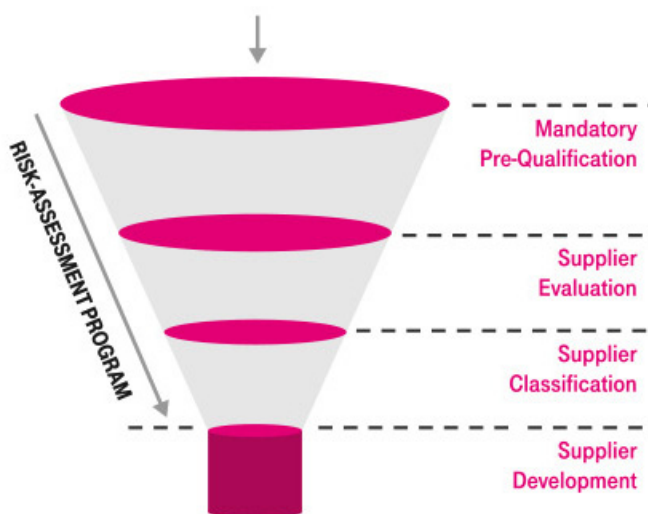 RISK-ASSESSMENT PROGRAM
Mandatory
Pre-Qualification
Supplier
Evaluation
Supplier
Classification
Supplier
Development